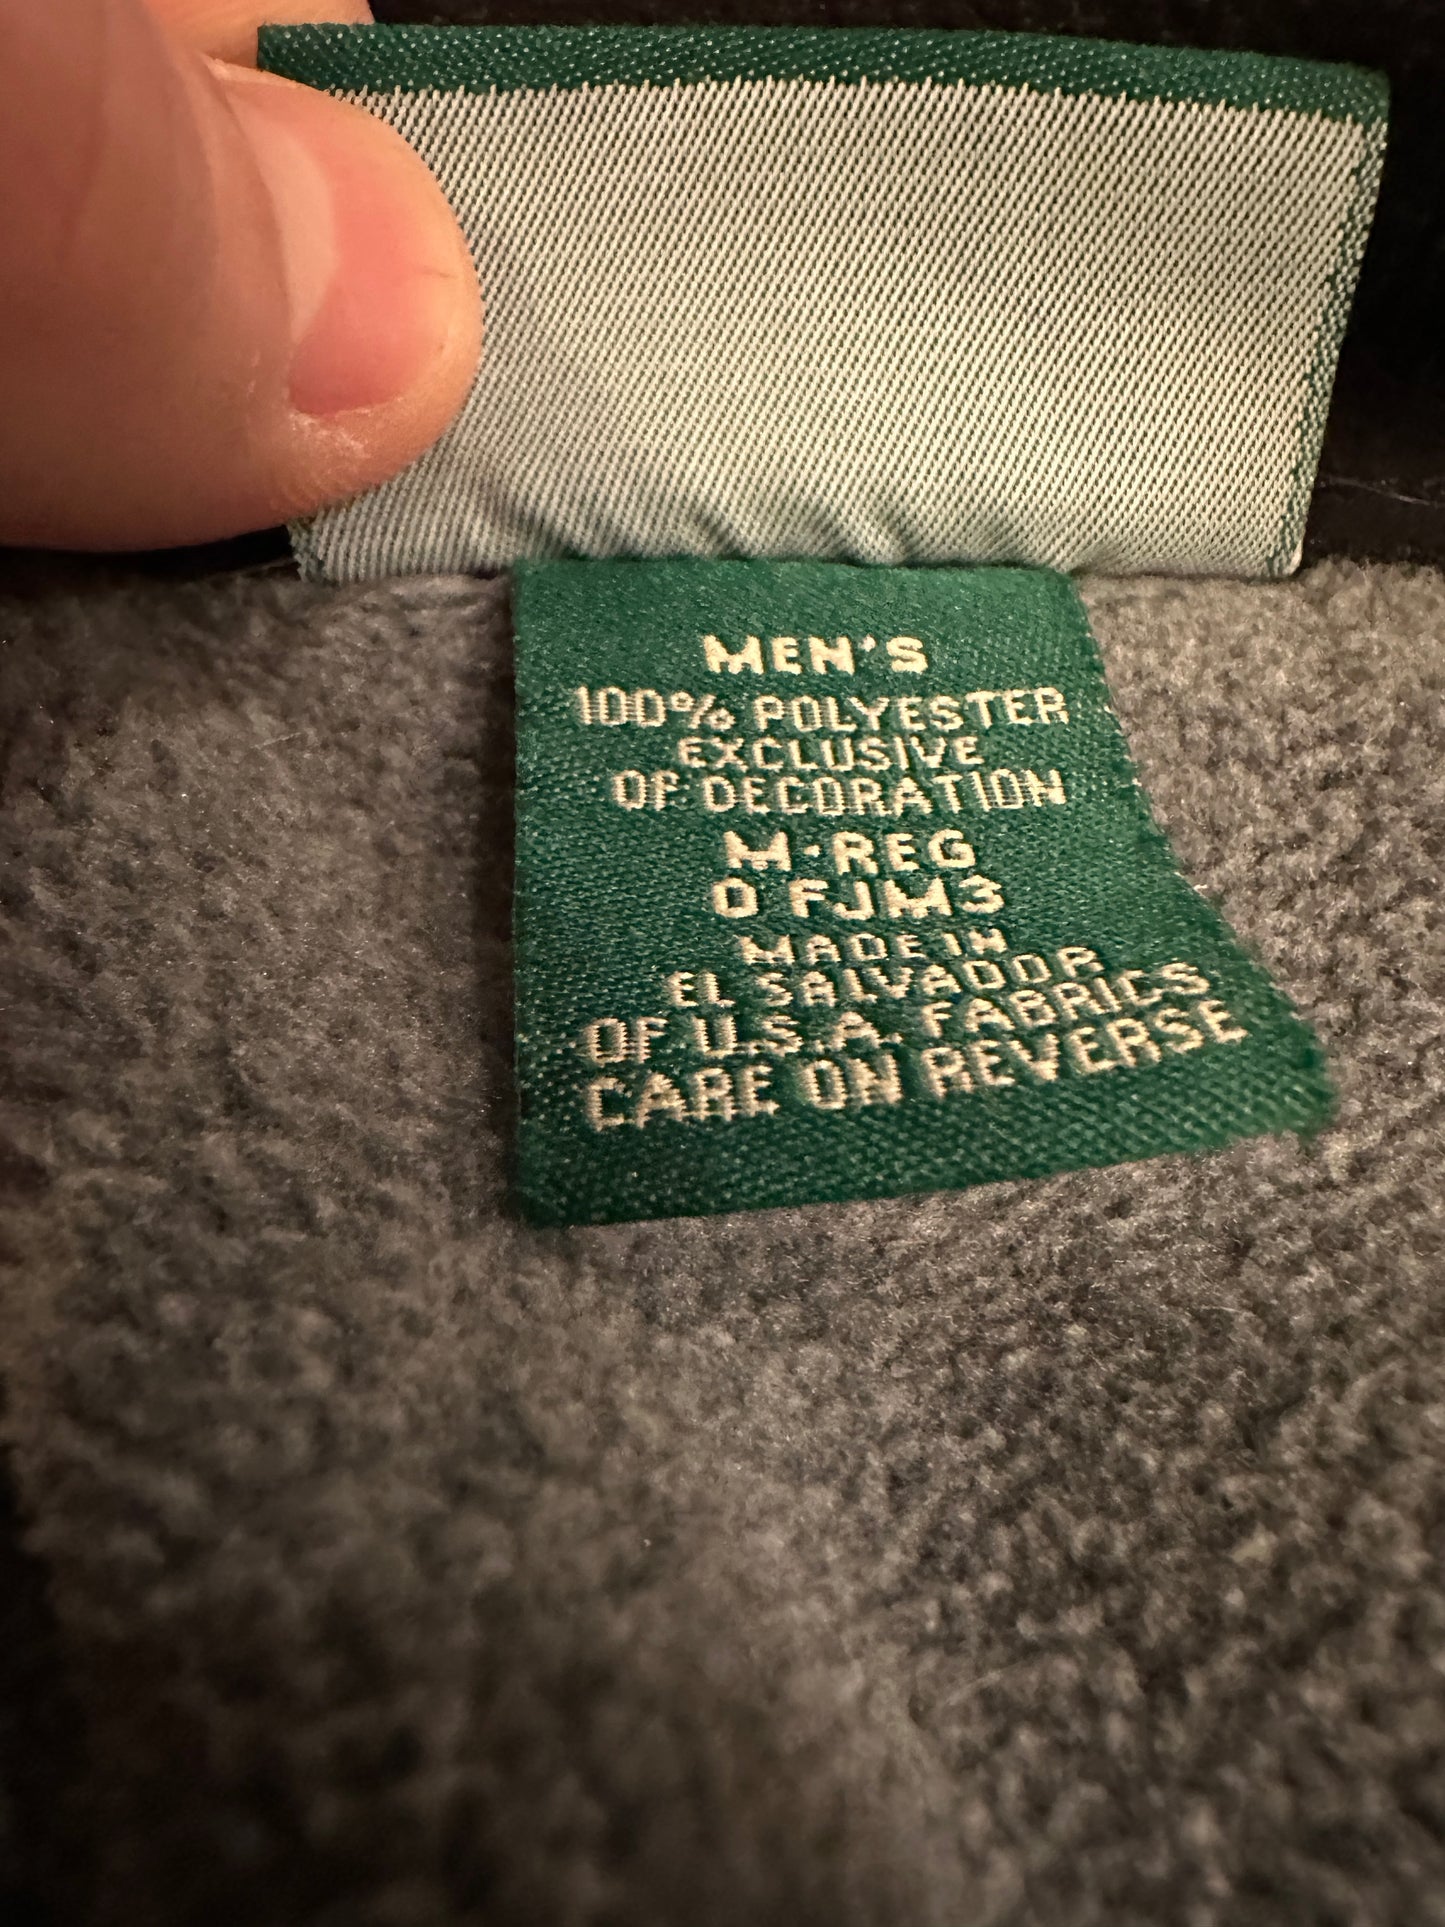 MEN'S
100% POLYESTER
EXCLUSIVE
OF DECORATION
M-REG
0 FJM3
MADE IN
EL SALVADOR
OF U.S.A. FABRICS
CARE ON REVERSE